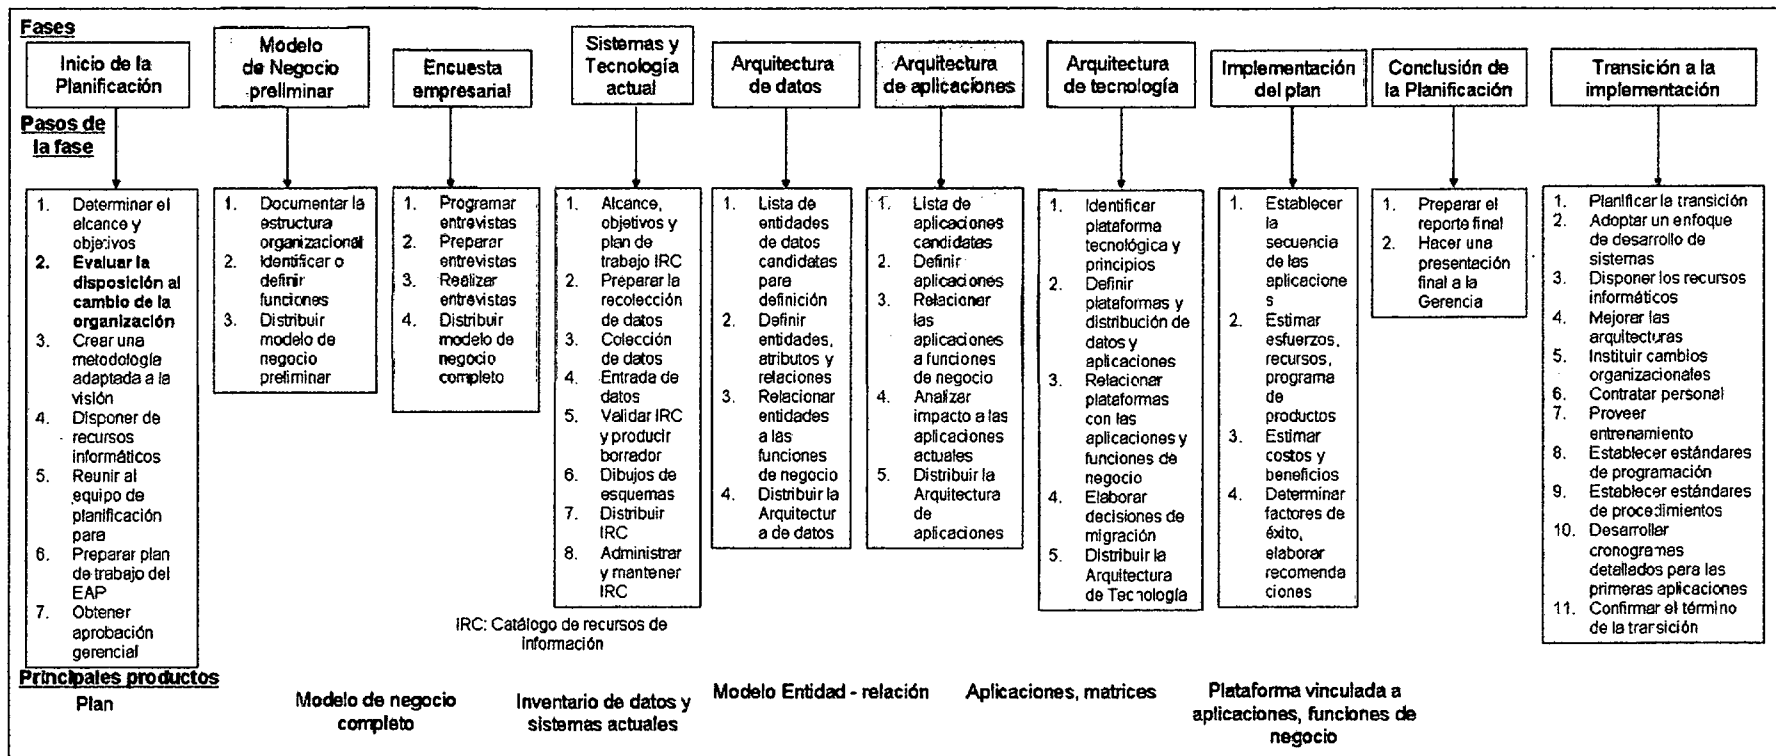 Fases
Inicio de la
Planificación
Modelo
de Negocio
preliminar
Encuesta
empresarial
Sistemas y
Tecnología
actual
Arquitectura
de datos
Arquitectura
de aplicaciones
Arquitectura
de tecnología
Implementación
del plan
Conclusión de
la Planificación
Transición a la
implementación
Pasos de
la fase
1. Determinar el
alcance y
objetivos
2. Evaluar la
disposición al
cambio de la
organización
3. Crear una
metodología
adaptada a la
visión
4. Disponer de
recursos
informáticos
5. Reunir al
equipo de
planificación
para
6. Preparar plan
de trabajo del
EAP
7. Obtener
aprobación
gerencial
1. Documentar la
estructura
organizacional
2. Identificar o
definir
funciones
3. Distribuir
modelo de
negocio
preliminar
1. Programar
entrevistas
2. Preparar
entrevistas
3. Realizar
entrevistas
4. Distribuir
modelo de
negocio
completo
1. Alcance,
objetivos y
plan de
trabajo IRC
2. Preparar la
recolección
de datos
3. Colección
de datos
4. Entrada de
datos
5. Validar IRC
y producir
borrador
6. Dibujos de
esquemas
7. Distribuir
IRC
8. Administrar
y mantener
IRC
1. Lista de
entidades
de datos
candidatas
para
definición
2. Definir
entidades,
atributos y
relaciones
3. Relacionar
entidades
a las
funciones
de negocio
4. Distribuir la
Arquitectur
a de datos
1. Lista de
aplicaciones
candidatas
2. Definir
aplicaciones
3. Relacionar
las
aplicaciones
a funciones
de negocio
4. Analizar
impacto a las
aplicaciones
actuales
5. Distribuir la
Arquitectura
de
aplicaciones
1. Identificar
plataforma
tecnológica y
principios
2. Definir
plataformas y
distribución de
datos y
aplicaciones
3. Relacionar
plataformas
con las
aplicaciones y
funciones de
negocio
4. Elaborar
decisiones de
migración
5. Distribuir la
Arquitectura
de Tecnología
1. Establecer
la
secuencia
de las
aplicacione
s
2. Estimar
esfuerzos,
recursos,
programa
de
productos
3. Estimar
costos y
beneficios
4. Determinar
factores de
éxito,
elaborar
recomenda
ciones
1. Preparar el
reporte final
2. Hacer una
presentación
final a la
Gerencia
1. Planificar la transición
2. Adoptar un enfoque
de desarrollo de
sistemas
3. Disponer los recursos
informáticos
4. Mejorar las
arquitecturas
5. Instituir cambios
organizacionales
6. Contratar personal
7. Proveer
entrenamiento
8. Establecer estándares
de programación
9. Establecer estándares
de procedimientos
10. Desarrollar
cronogramas
detallados para las
primeras aplicaciones
11. Confirmar el término
de la transición
IRC: Catálogo de recursos de
información
Principales productos
Plan
Modelo de negocio
completo
Inventario de datos y
sistemas actuales
Modelo Entidad - relación
Aplicaciones, matrices
Plataforma vinculada a
aplicaciones, funciones de
negocio